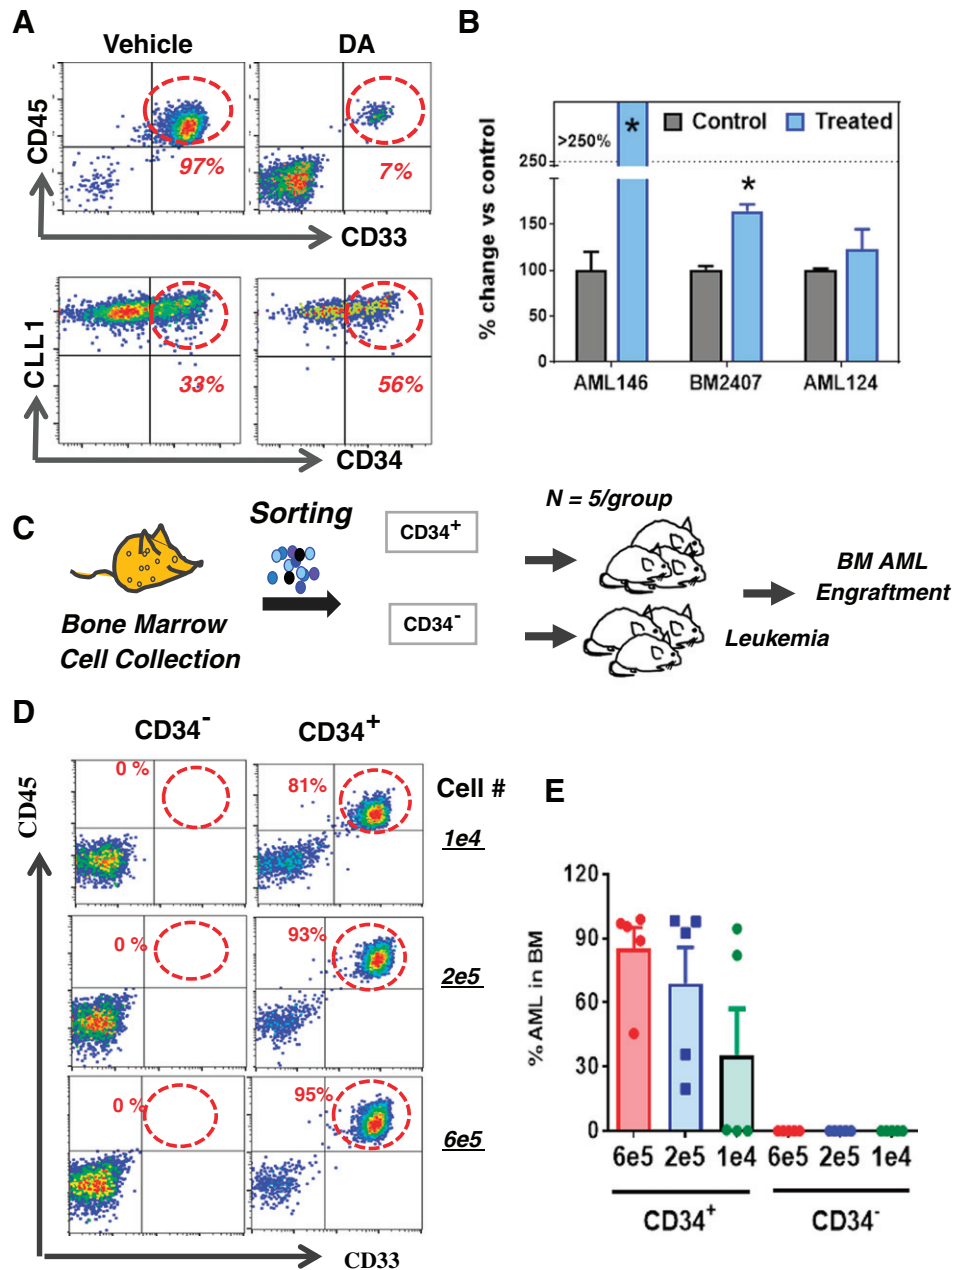 A
Vehicle
DA
CD45
97%
7%
CD33
CLL1
33%
56%
CD34
B
% change vs control
>250%
Control
Treated
*
*
250
150
100
50
0
AML146
BM2407
AML124
C
Bone Marrow
Cell Collection
Sorting
CD34+
CD34-
N = 5/group
Leukemia
BM AML
Engraftment
D
CD34-
CD34+
CD45
Cell #
0 %
81%
1e4
0 %
93%
2e5
0 %
95%
6e5
CD33
E
% AML in BM
120
90
60
30
0
6e5 2e5 1e4 6e5 2e5 1e4
CD34+
CD34-